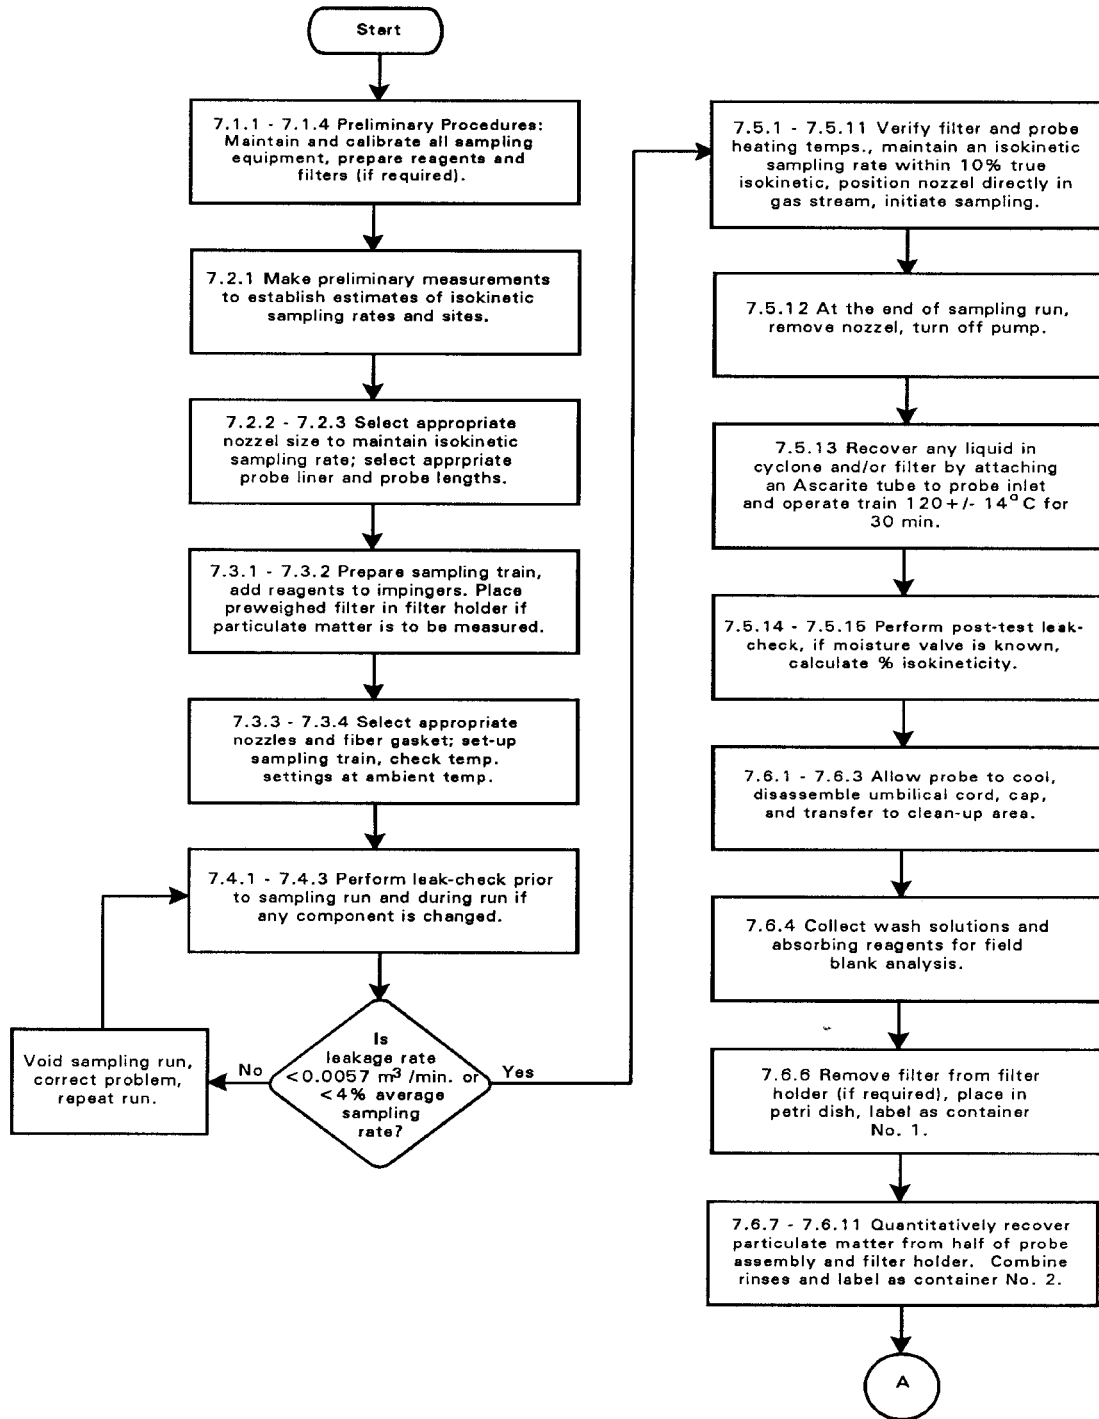 Start
7.1.1 - 7.1.4 Preliminary Procedures:
Maintain and calibrate all sampling
equipment, prepare reagents and
filters (if required).
7.2.1 Make preliminary measurements
to establish estimates of isokinetic
sampling rates and sites.
7.2.2 - 7.2.3 Select appropriate
nozzel size to maintain isokinetic
sampling rate; select apprpriate
probe liner and probe lengths.
7.3.1 - 7.3.2 Prepare sampling train,
add reagents to impingers. Place
preweighed filter in filter holder if
particulate matter is to be measured.
7.3.3 - 7.3.4 Select appropriate
nozzles and fiber gasket; set-up
sampling train, check temp.
settings at ambient temp.
7.4.1 - 7.4.3 Perform leak-check prior
to sampling run and during run if
any component is changed.
Is
leakage rate
<0.0057 m³ /min. or
<4% average
sampling
rate?
No
Yes
Void sampling run,
correct problem,
repeat run.
7.5.1 - 7.5.11 Verify filter and probe
heating temps., maintain an isokinetic
sampling rate within 10% true
isokinetic, position nozzel directly in
gas stream, initiate sampling.
7.5.12 At the end of sampling run,
remove nozzel, turn off pump.
7.5.13 Recover any liquid in
cyclone and/or filter by attaching
an Ascarite tube to probe inlet
and operate train 120+/- 14°C for
30 min.
7.5.14 - 7.5.15 Perform post-test leak-
check, if moisture valve is known,
calculate % isokineticity.
7.6.1 - 7.6.3 Allow probe to cool,
disassemble umbilical cord, cap,
and transfer to clean-up area.
7.6.4 Collect wash solutions and
absorbing reagents for field
blank analysis.
7.6.6 Remove filter from filter
holder (if required), place in
petri dish, label as container
No. 1.
7.6.7 - 7.6.11 Quantitatively recover
particulate matter from half of probe
assembly and filter holder. Combine
rinses and label as container No. 2.
A